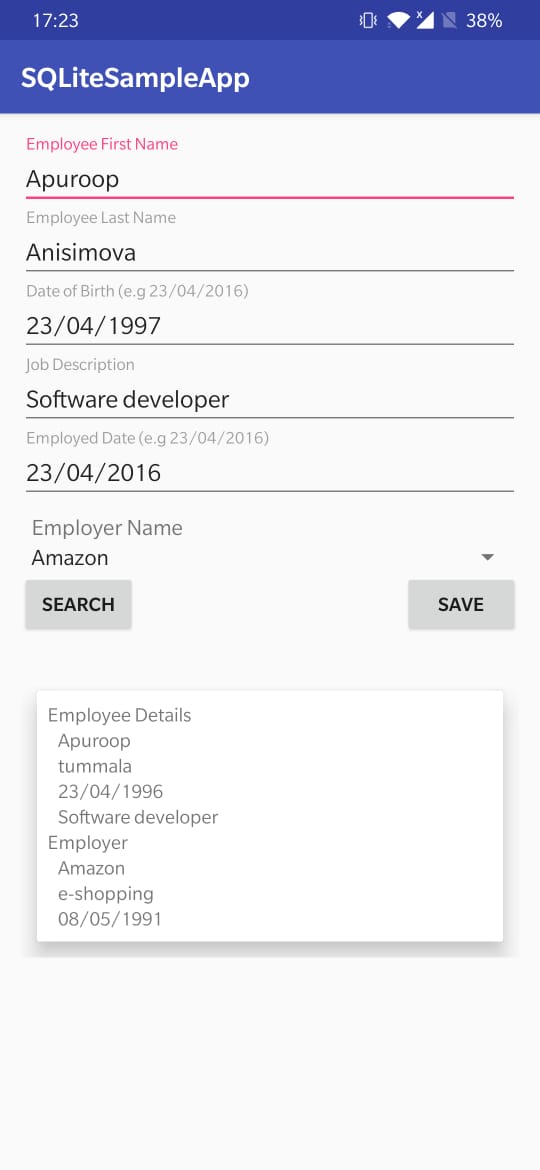 17:23
38%
SQLiteSampleApp
Employee First Name
Apuroop
Employee Last Name
Anisimova
Date of Birth (e.g 23/04/2016)
23/04/1997
Job Description
Software developer
Employed Date (e.g 23/04/2016)
23/04/2016
Employer Name
Amazon
SEARCH
SAVE
Employee Details
Apuroop
tummala
23/04/1996
Software developer
Employer
Amazon
e-shopping
08/05/1991